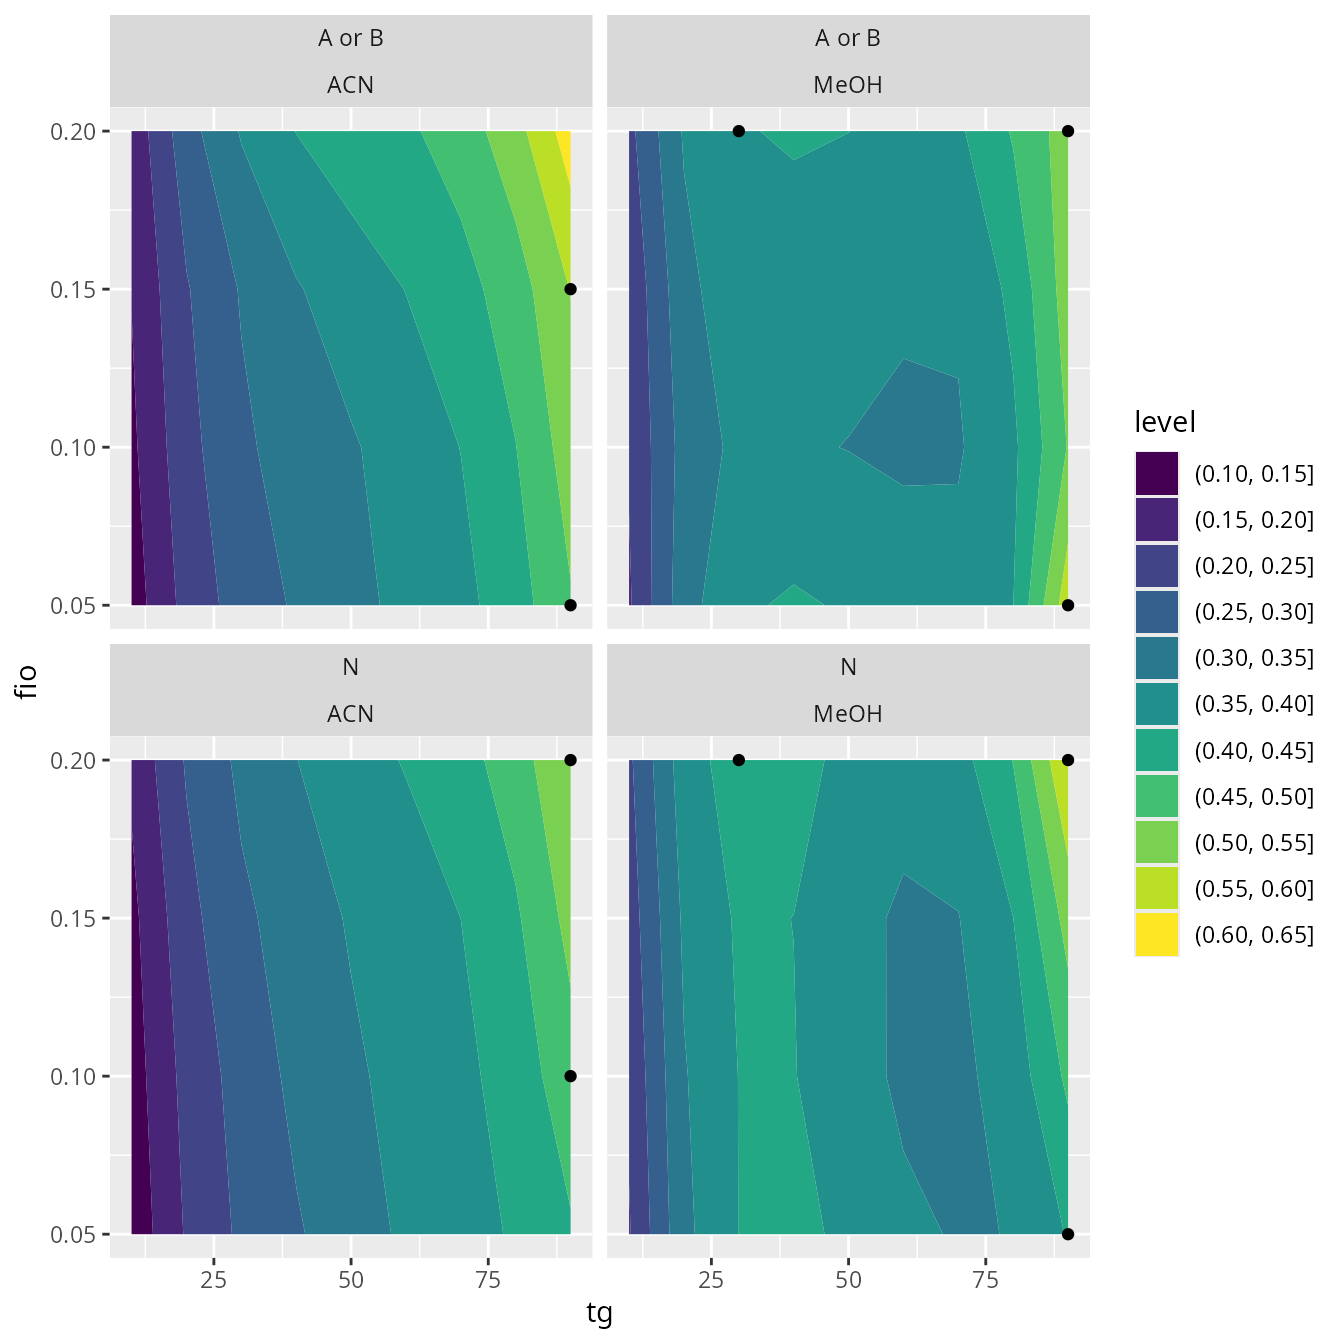 A or B
ACN
A or B
MeOH
0.20
0.15
0.10
0.05
N
ACN
N
MeOH
0.20
0.15
0.10
0.05
25
50
75
25
50
75
tg
fio
level
(0.10, 0.15]
(0.15, 0.20]
(0.20, 0.25]
(0.25, 0.30]
(0.30, 0.35]
(0.35, 0.40]
(0.40, 0.45]
(0.45, 0.50]
(0.50, 0.55]
(0.55, 0.60]
(0.60, 0.65]